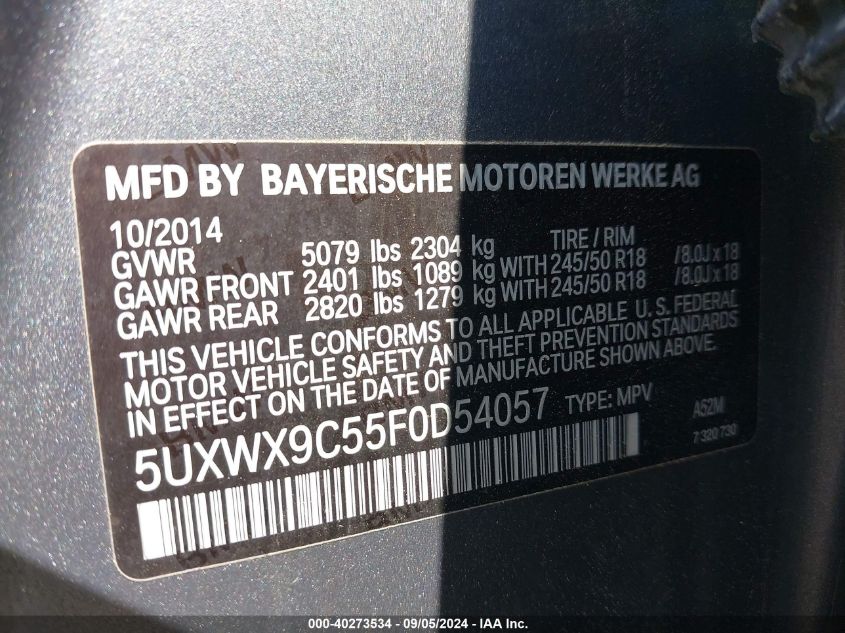 MFD BY BAYERISCHE MOTOREN WERKE AG
10/2014
GVWR 5079 lbs 2304 kg TIRE / RIM
GAWR FRONT 2401 lbs 1089 kg WITH 245/50 R18 /8.0J x 18
GAWR REAR 2820 lbs 1279 kg WITH 245/50 R18 /8.0J x 18
THIS VEHICLE CONFORMS TO ALL APPLICABLE U. S. FEDERAL
MOTOR VEHICLE SAFETY AND THEFT PREVENTION STANDARDS
IN EFFECT ON THE DATE OF MANUFACTURE SHOWN ABOVE.
5UXWX9C55F0D54057 TYPE: MPV A52M
7 320 730
000-40273534 - 09/05/2024 - IAA Inc.